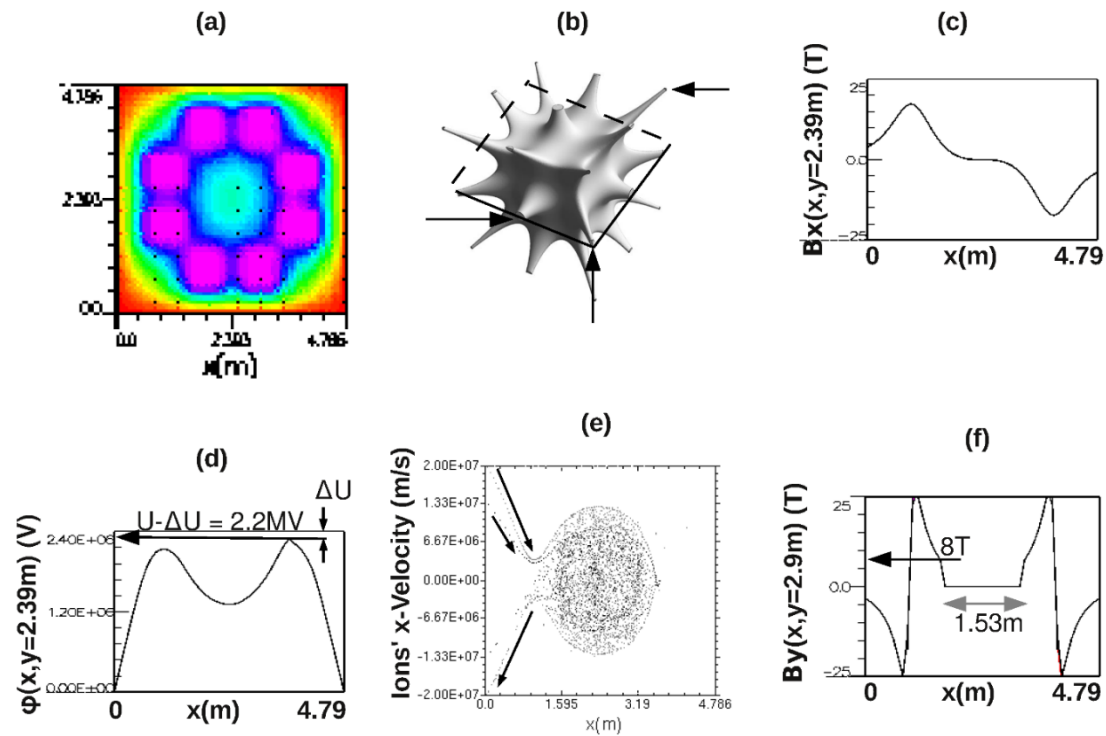 (a)
(b)
(c)
4.786
0.0
0.0
4.786
Bx(x,y=2.39m) (T)
25
0.0
-25
0
x(m)
4.79
(d)
φ(x,y=2.39m) (V)
ΔU
U-ΔU = 2.2MV
2.40E+06
1.20E+06
0.00E+00
0
x(m)
4.79
(e)
Ions' x-Velocity (m/s)
2.00E+07
1.33E+07
6.67E+06
0.00E+00
-6.67E+06
-1.33E+07
-2.00E+07
0.0
1.595
3.19
4.786
x(m)
(f)
By(x,y=2.9m) (T)
25
0.0
-25
8T
1.53m
0
x(m)
4.79